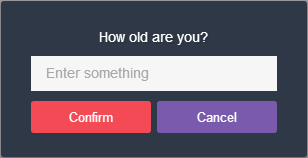 How old are you?
Enter something
Confirm Cancel